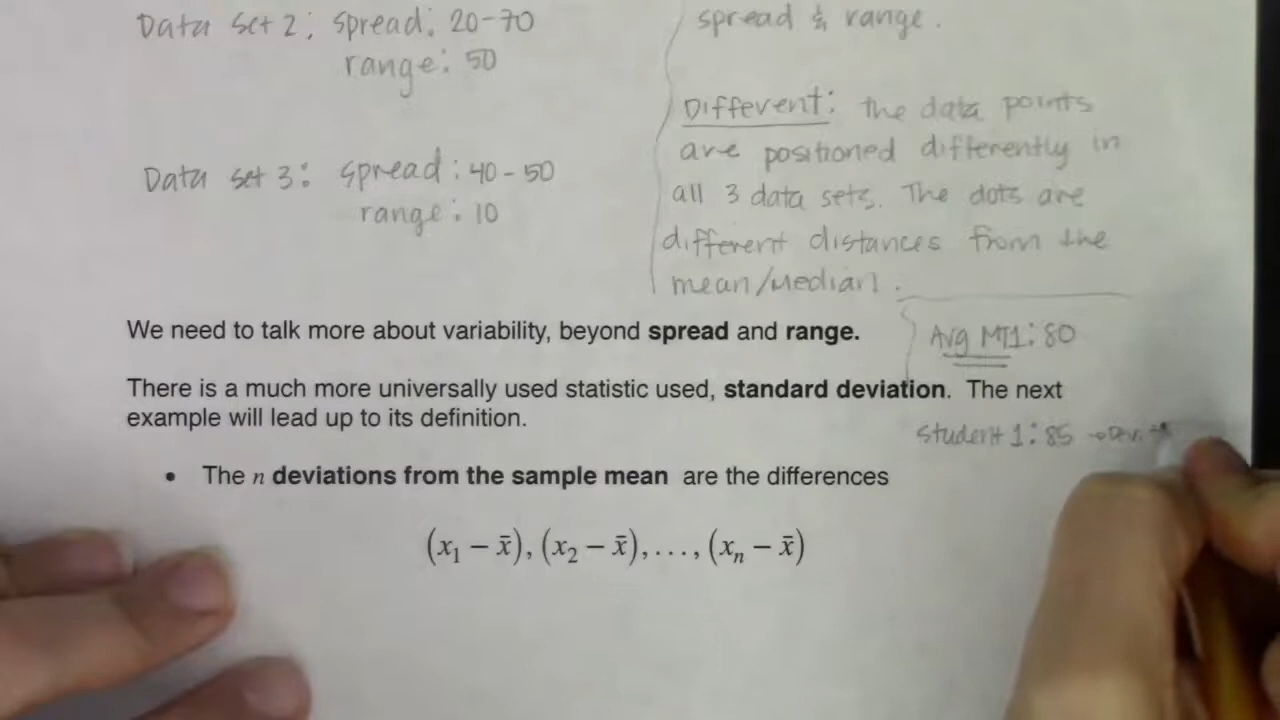 Data set 2: spread: 20-70
range: 50
Data set 3: spread: 40-50
range: 10
spread & range.
Different: the data points
are positioned differently in
all 3 data sets. The dots are
different distances from the
mean/median.
We need to talk more about variability, beyond spread and range.
Avg MT1: 80
There is a much more universally used statistic used, standard deviation. The next
example will lead up to its definition.
Student 1: 85 → Dev.
• The n deviations from the sample mean are the differences
(x₁ − x̄), (x₂ − x̄), . . . , (xₙ − x̄)